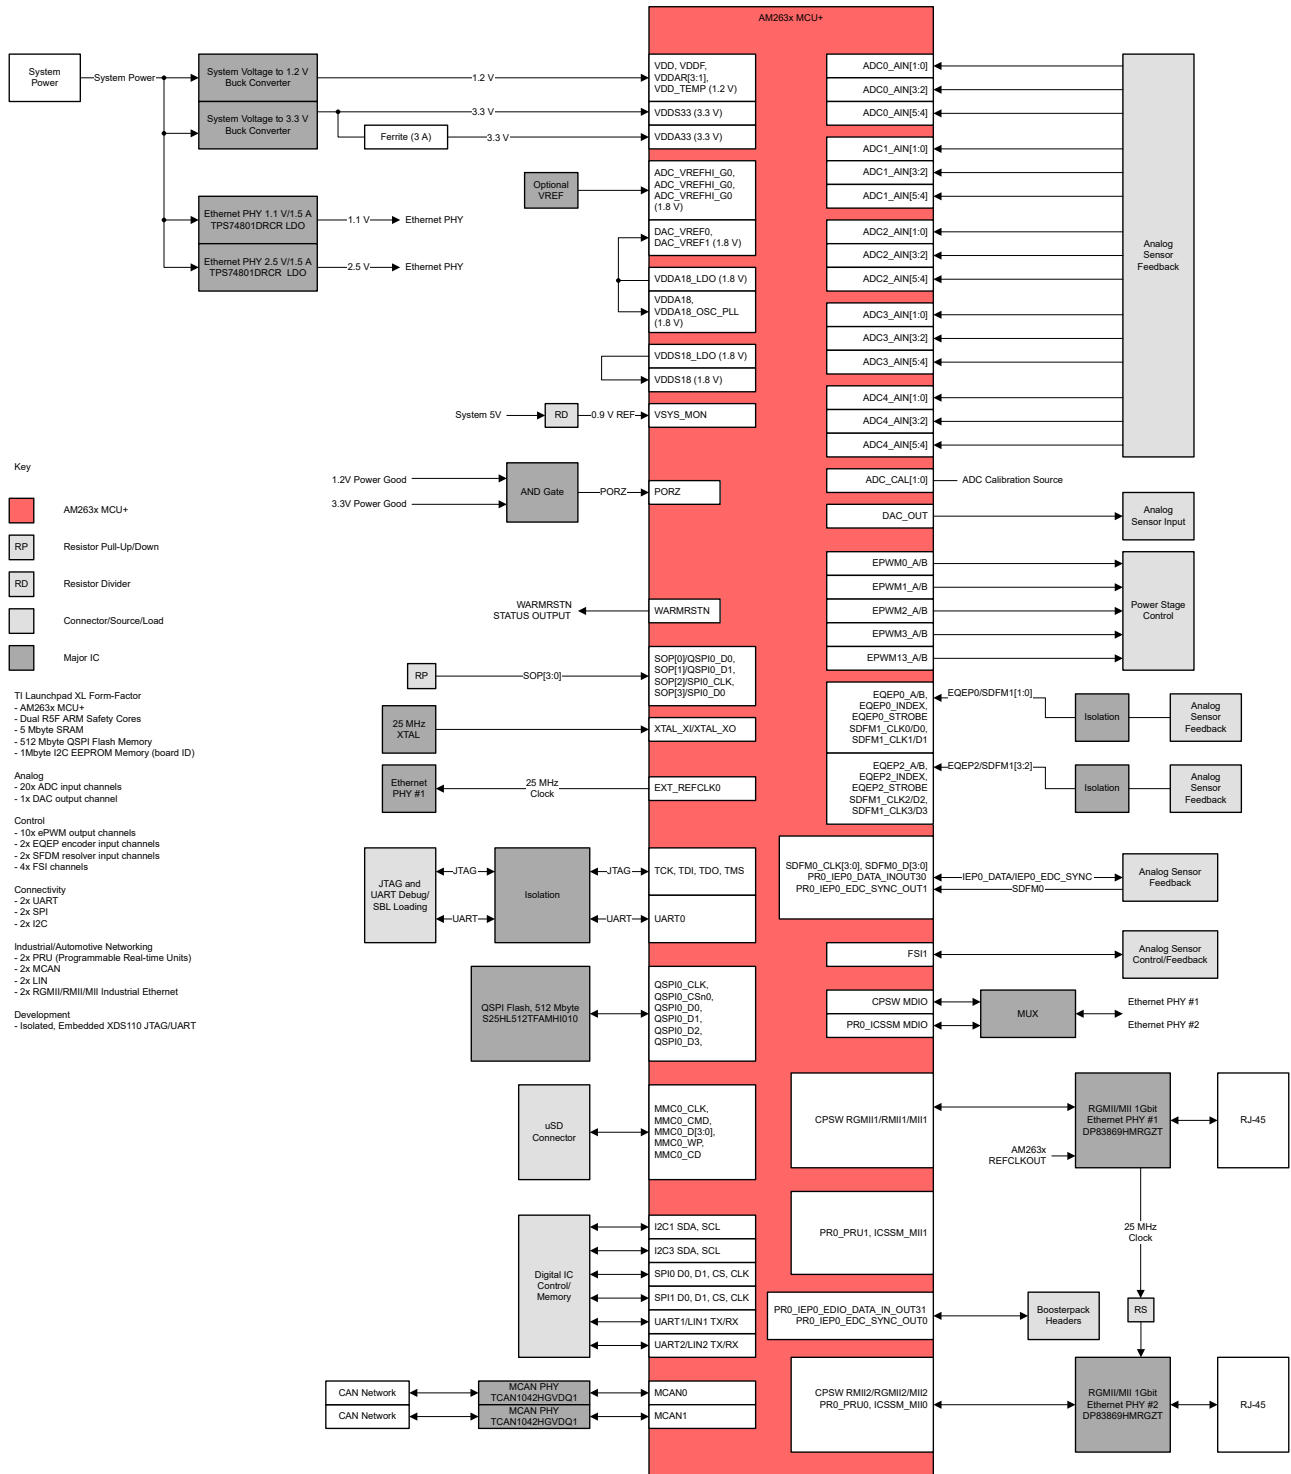 AM263x MCU+
System
Power
System Power
System Voltage to 1.2 V
Buck Converter
1.2 V
System Voltage to 3.3 V
Buck Converter
3.3 V
Ferrite (3 A)
3.3 V
Ethernet PHY 1.1 V/1.5 A
TPS74801DRCR LDO
1.1 V
Ethernet PHY
Ethernet PHY 2.5 V/1.5 A
TPS74801DRCR LDO
2.5 V
Ethernet PHY
Optional
VREF
VDD, VDDF,
VDDAR[3:1],
VDD_TEMP (1.2 V)
VDDS33 (3.3 V)
VDDA33 (3.3 V)
ADC_VREFHI_G0,
ADC_VREFHI_G0,
ADC_VREFHI_G0
(1.8 V)
DAC_VREF0,
DAC_VREF1 (1.8 V)
VDDA18_LDO (1.8 V)
VDDA18,
VDDA18_OSC_PLL
(1.8 V)
VDDS18_LDO (1.8 V)
VDDS18 (1.8 V)
System 5V
RD
0.9 V REF
VSYS_MON
1.2V Power Good
3.3V Power Good
AND Gate
PORZ
PORZ
WARMRSTN
STATUS OUTPUT
WARMRSTN
RP
SOP[3:0]
SOP[0]/QSPI0_D0,
SOP[1]/QSPI0_D1,
SOP[2]/SPI0_CLK,
SOP[3]/SPI0_D0
25 MHz
XTAL
XTAL_XI/XTAL_XO
Ethernet
PHY #1
25 MHz
Clock
EXT_REFCLK0
JTAG and
UART Debug/
SBL Loading
JTAG
UART
Isolation
JTAG
UART
TCK, TDI, TDO, TMS
UART0
QSPI Flash, 512 Mbyte
S25HL512TFAMHI010
QSPI0_CLK,
QSPI0_CSn0,
QSPI0_D0,
QSPI0_D1,
QSPI0_D2,
QSPI0_D3,
uSD
Connector
MMC0_CLK,
MMC0_CMD,
MMC0_D[3:0],
MMC0_WP,
MMC0_CD
Digital IC
Control/
Memory
I2C1 SDA, SCL
I2C3 SDA, SCL
SPI0 D0, D1, CS, CLK
SPI1 D0, D1, CS, CLK
UART1/LIN1 TX/RX
UART2/LIN2 TX/RX
CAN Network
MCAN PHY
TCAN1042HGVDQ1
MCAN0
CAN Network
MCAN PHY
TCAN1042HGVDQ1
MCAN1
Key
AM263x MCU+
RP
Resistor Pull-Up/Down
RD
Resistor Divider
Connector/Source/Load
Major IC
TI Launchpad XL Form-Factor
- AM263x MCU+
- Dual R5F ARM Safety Cores
- 5 Mbyte SRAM
- 512 Mbyte QSPI Flash Memory
- 1Mbyte I2C EEPROM Memory (board ID)
Analog
- 20x ADC input channels
- 1x DAC output channel
Control
- 10x ePWM output channels
- 2x EQEP encoder input channels
- 2x SFDM resolver input channels
- 4x FSI channels
Connectivity
- 2x UART
- 2x SPI
- 2x I2C
Industrial/Automotive Networking
- 2x PRU (Programmable Real-time Units)
- 2x MCAN
- 2x LIN
- 2x RGMII/RMII/MII Industrial Ethernet
Development
- Isolated, Embedded XDS110 JTAG/UART
ADC0_AIN[1:0]
ADC0_AIN[3:2]
ADC0_AIN[5:4]
ADC1_AIN[1:0]
ADC1_AIN[3:2]
ADC1_AIN[5:4]
ADC2_AIN[1:0]
ADC2_AIN[3:2]
ADC2_AIN[5:4]
ADC3_AIN[1:0]
ADC3_AIN[3:2]
ADC3_AIN[5:4]
ADC4_AIN[1:0]
ADC4_AIN[3:2]
ADC4_AIN[5:4]
Analog
Sensor
Feedback
ADC_CAL[1:0]
ADC Calibration Source
DAC_OUT
Analog
Sensor Input
EPWM0_A/B
EPWM1_A/B
EPWM2_A/B
EPWM3_A/B
EPWM13_A/B
Power Stage
Control
EQEP0_A/B,
EQEP0_INDEX,
EQEP0_STROBE
SDFM1_CLK0/D0,
SDFM1_CLK1/D1
EQEP0/SDFM1[1:0]
Isolation
Analog
Sensor
Feedback
EQEP2_A/B,
EQEP2_INDEX,
EQEP2_STROBE
SDFM1_CLK2/D2,
SDFM1_CLK3/D3
EQEP2/SDFM1[3:2]
Isolation
Analog
Sensor
Feedback
SDFM0_CLK[3:0], SDFM0_D[3:0]
PR0_IEP0_DATA_INOUT30
PR0_IEP0_EDC_SYNC_OUT1
IEP0_DATA/IEP0_EDC_SYNC
SDFM0
Analog Sensor
Feedback
FSI1
Analog Sensor
Control/Feedback
CPSW MDIO
PR0_ICSSM MDIO
MUX
Ethernet PHY #1
Ethernet PHY #2
CPSW RGMII1/RMII1/MII1
RGMII/MII 1Gbit
Ethernet PHY #1
DP83869HMRGZT
RJ-45
AM263x
REFCLKOUT
PR0_PRU1, ICSSM_MII1
25 MHz
Clock
PR0_IEP0_EDIO_DATA_IN_OUT31
PR0_IEP0_EDC_SYNC_OUT0
Boosterpack
Headers
RS
CPSW RMII2/RGMII2/MII2
PR0_PRU0, ICSSM_MII0
RGMII/MII 1Gbit
Ethernet PHY #2
DP83869HMRGZT
RJ-45